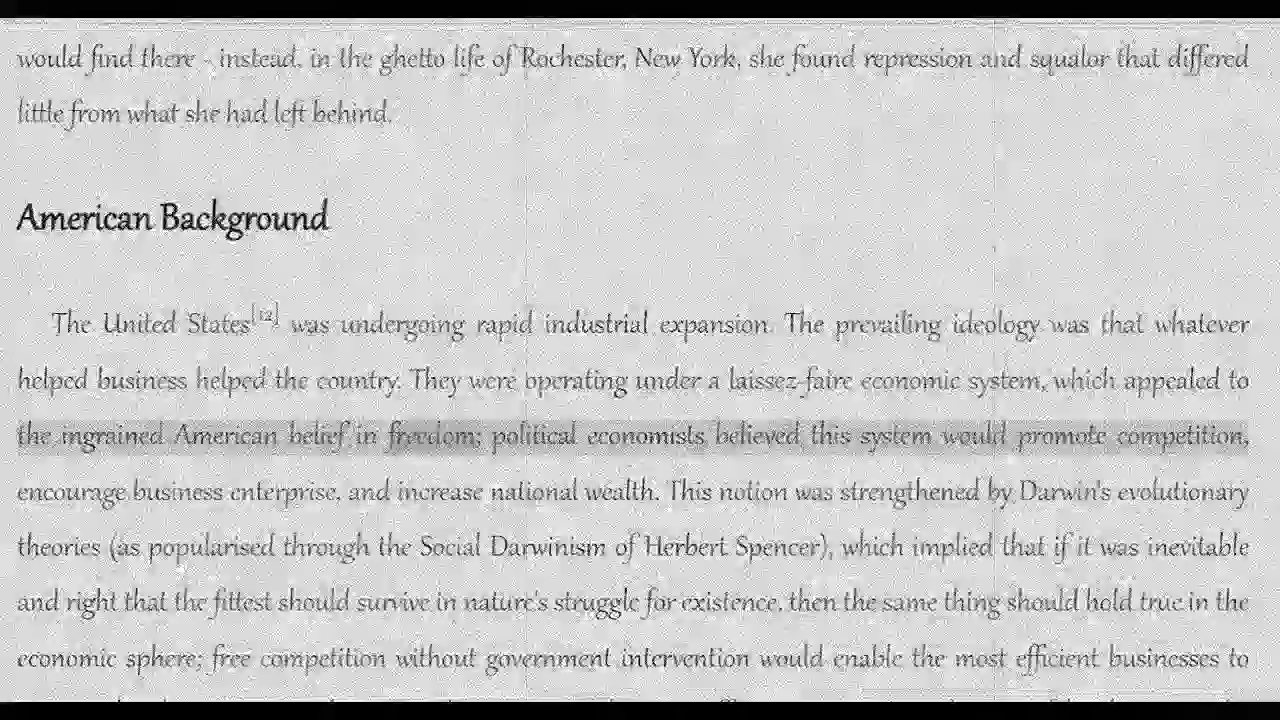 would find there - instead, in the ghetto life of Rochester, New York, she found repression and squalor that differed
little from what she had left behind.
American Background
The United States[12] was undergoing rapid industrial expansion. The prevailing ideology was that whatever
helped business helped the country. They were operating under a laissez-faire economic system, which appealed to
the ingrained American belief in freedom; political economists believed this system would promote competition,
encourage business enterprise, and increase national wealth. This notion was strengthened by Darwin's evolutionary
theories (as popularised through the Social Darwinism of Herbert Spencer), which implied that if it was inevitable
and right that the fittest should survive in nature's struggle for existence, then the same thing should hold true in the
economic sphere; free competition without government intervention would enable the most efficient businesses to